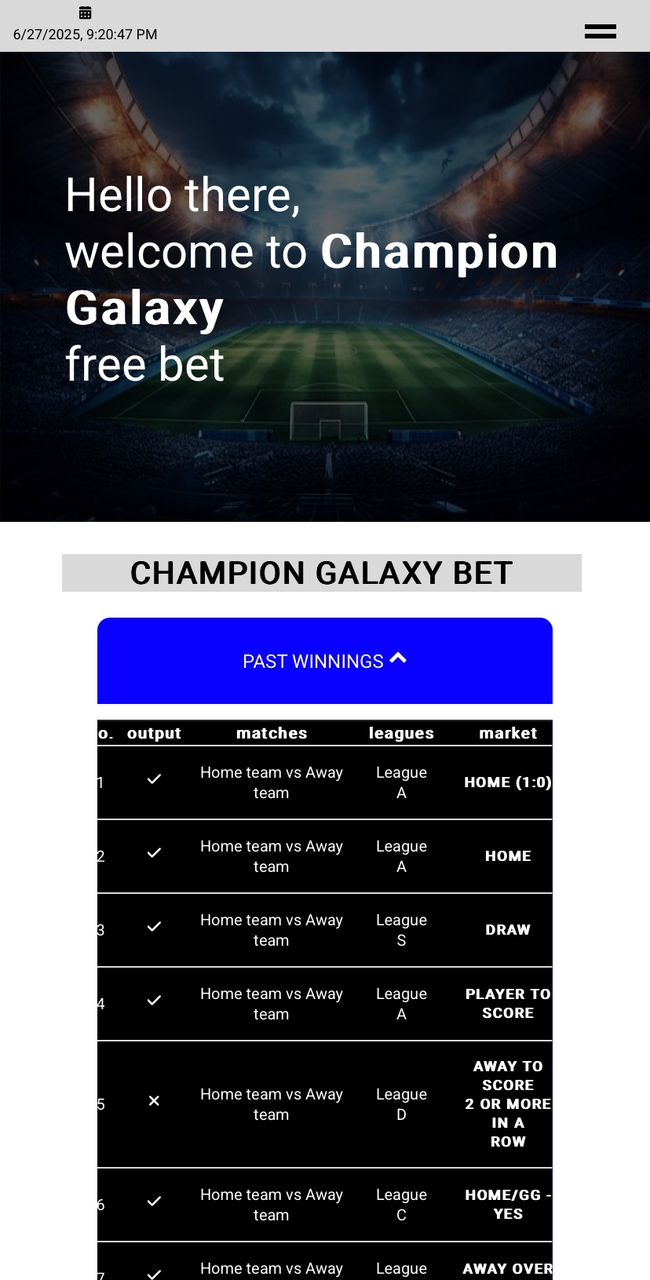 6/27/2025, 9:20:47 PM
Hello there,
welcome to Champion
Galaxy
free bet
CHAMPION GALAXY BET
PAST WINNINGS
o. output matches leagues market
1 Home team vs Away team League A HOME (1:0)
2 Home team vs Away team League A HOME
3 Home team vs Away team League S DRAW
4 Home team vs Away team League A PLAYER TO SCORE
5 Home team vs Away team League D AWAY TO SCORE 2 OR MORE IN A ROW
6 Home team vs Away team League C HOME/GG - YES
7 Home team vs Away League AWAY OVER